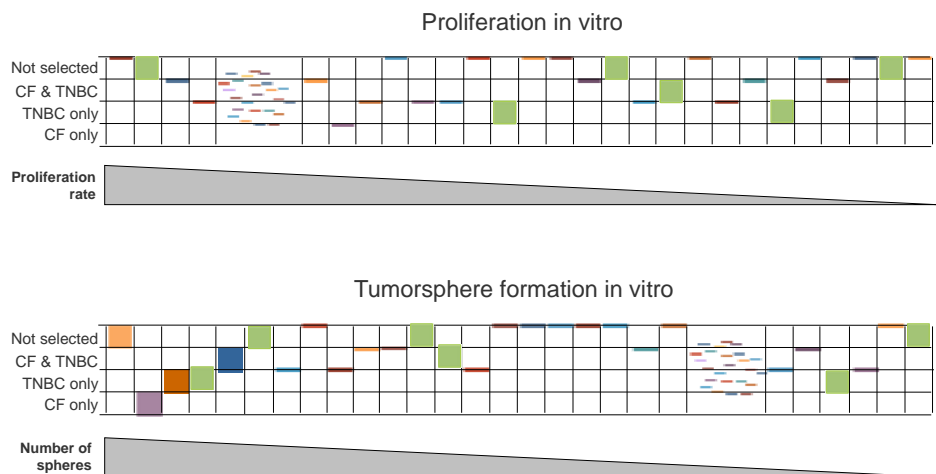 Proliferation in vitro
Not selected
CF & TNBC
TNBC only
CF only
Proliferation
rate
Tumorsphere formation in vitro
Not selected
CF & TNBC
TNBC only
CF only
Number of
spheres